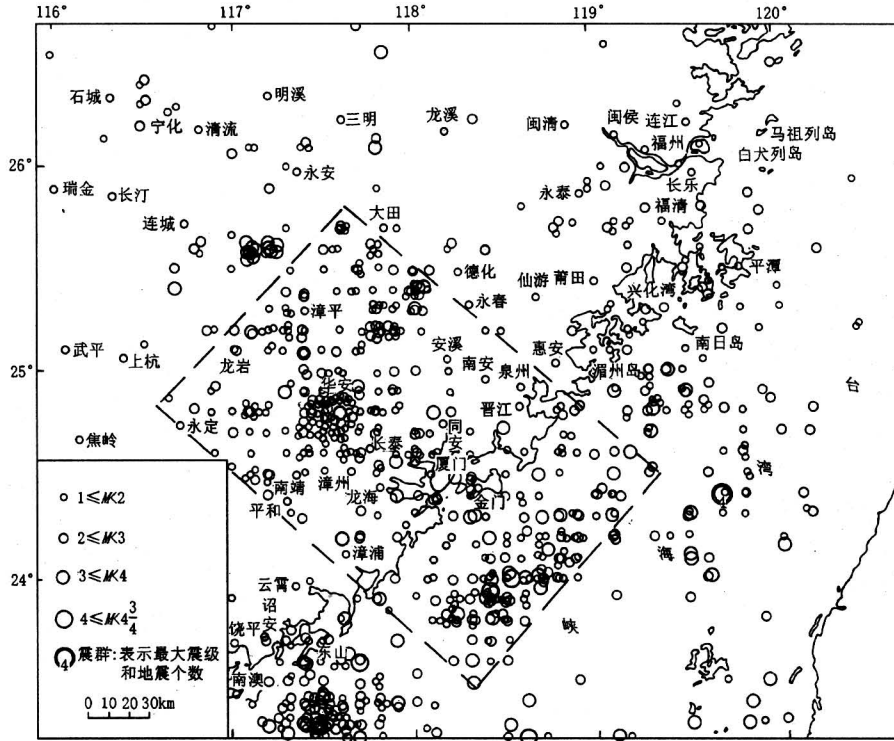 116° 117° 118° 119° 120°
石城
明溪
宁化
清流
三明
龙溪
闽清
闽侯
连江
福州
马祖列岛
白犬列岛
26°
瑞金
长汀
永安
永泰
长乐
福清
连城
大田
平潭
德化
仙游
莆田
兴化湾
漳平
永春
南日岛
武平
上杭
龙岩
安溪
南安
惠安
湄州岛
25°
华安
泉州
台
永定
晋江
焦岭
长泰
同安
厦门
湾
南靖
漳州
龙海
金门
平和
海
漳浦
24°
云霄
诏安
峡
饶平
东山
南澳
1≤M<2
2≤M<3
3≤M<4
4≤M<4 3/4
4 震群:表示最大震级
和地震个数
0 10 20 30km